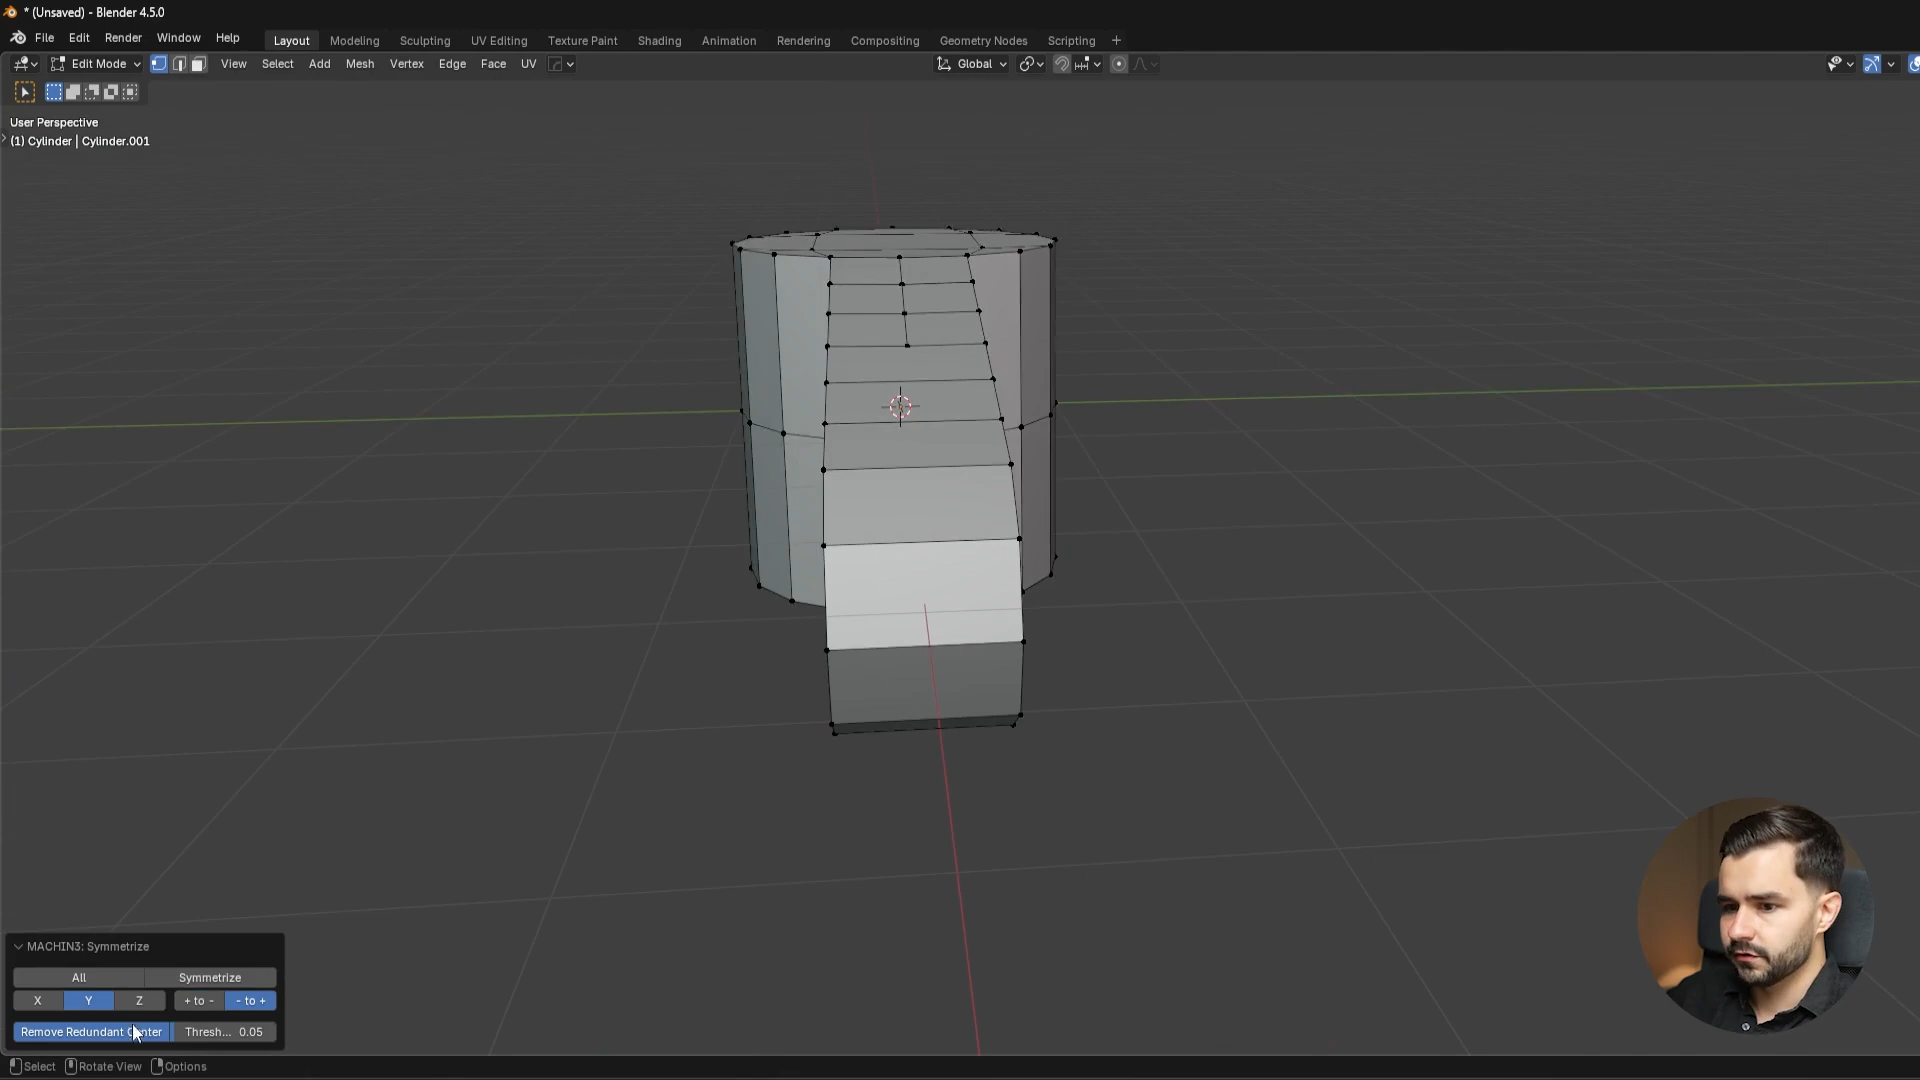 * (Unsaved) - Blender 4.5.0
File Edit Render Window Help Layout Modeling Sculpting UV Editing Texture Paint Shading Animation Rendering Compositing Geometry Nodes Scripting +
Edit Mode View Select Add Mesh Vertex Edge Face UV Global
User Perspective
(1) Cylinder | Cylinder.001
MACHIN3: Symmetrize
All Symmetrize
X Y Z + to - - to +
Remove Redundant Center Thresh... 0.05
Select Rotate View Options